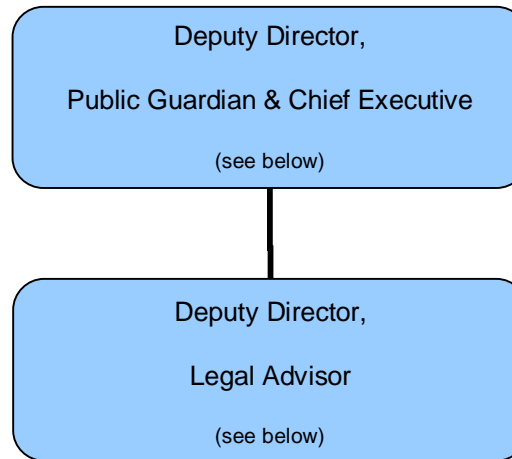 Deputy Director,
Public Guardian & Chief Executive
(see below)
Deputy Director,
Legal Advisor
(see below)